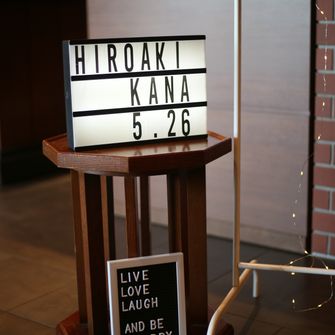 HIROAKI
KANA
5.26
LIVE
LOVE
LAUGH
AND BE